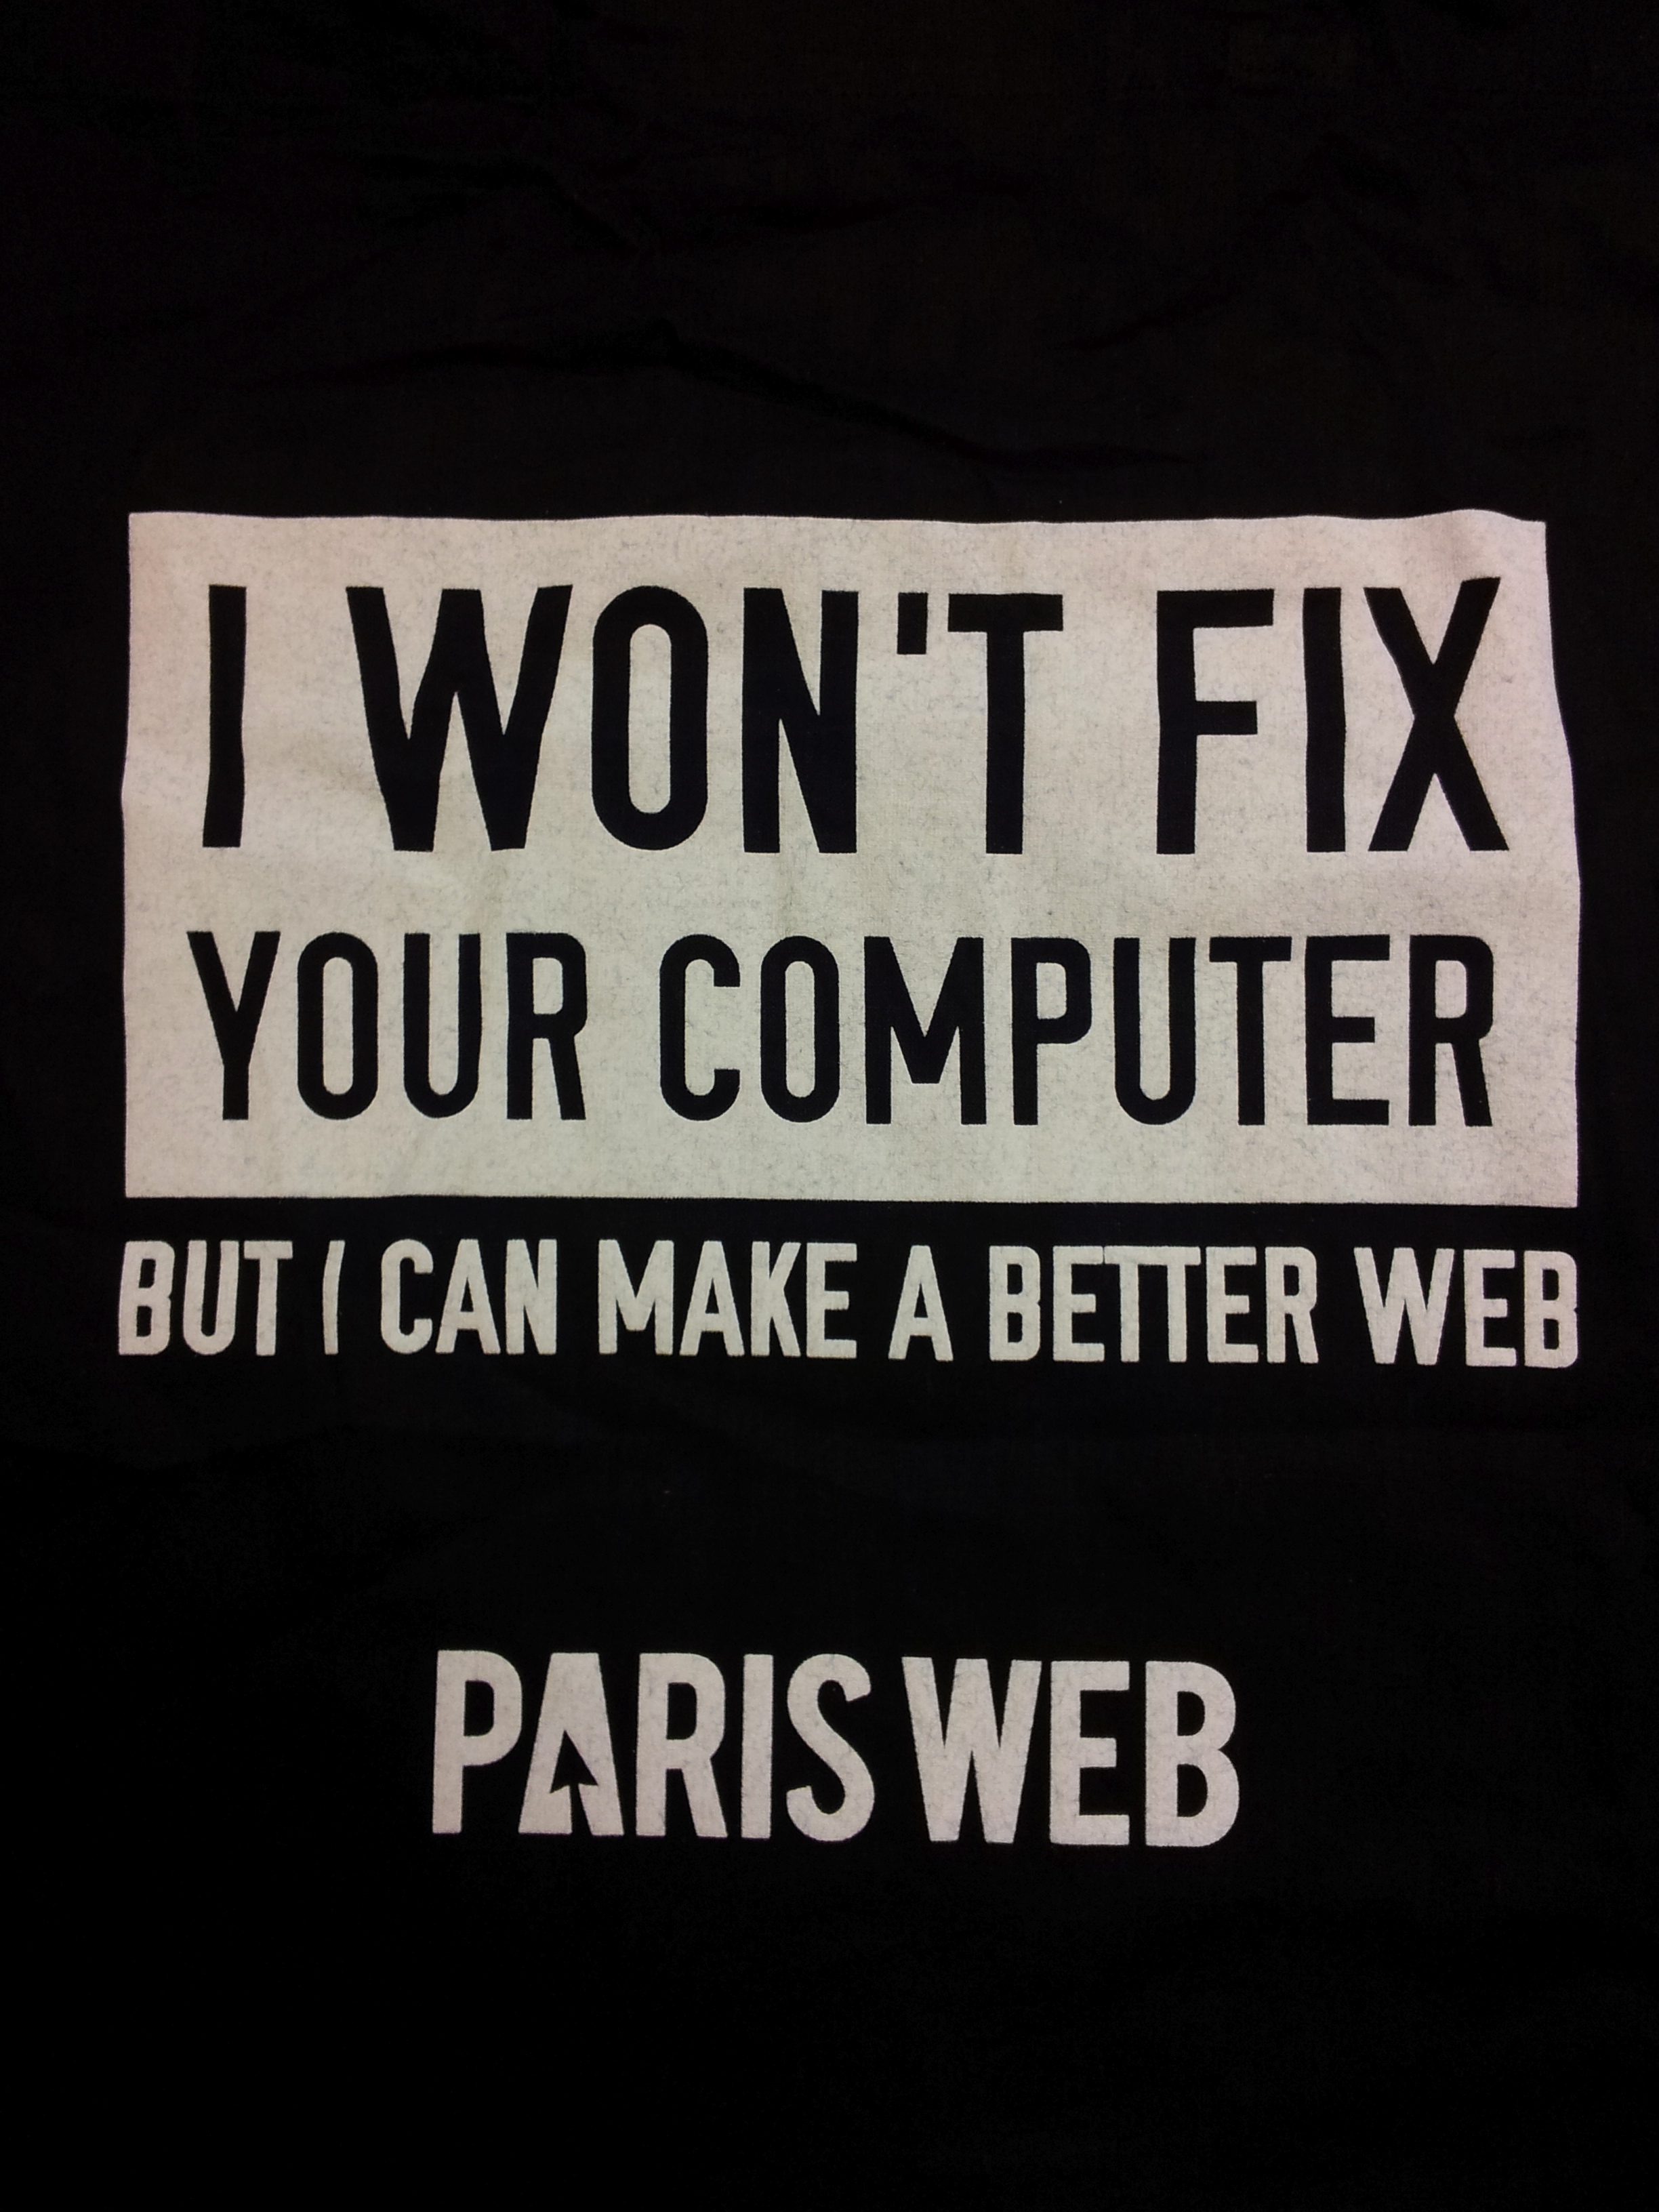 I WON'T FIX
YOUR COMPUTER
BUT I CAN MAKE A BETTER WEB
PARIS WEB